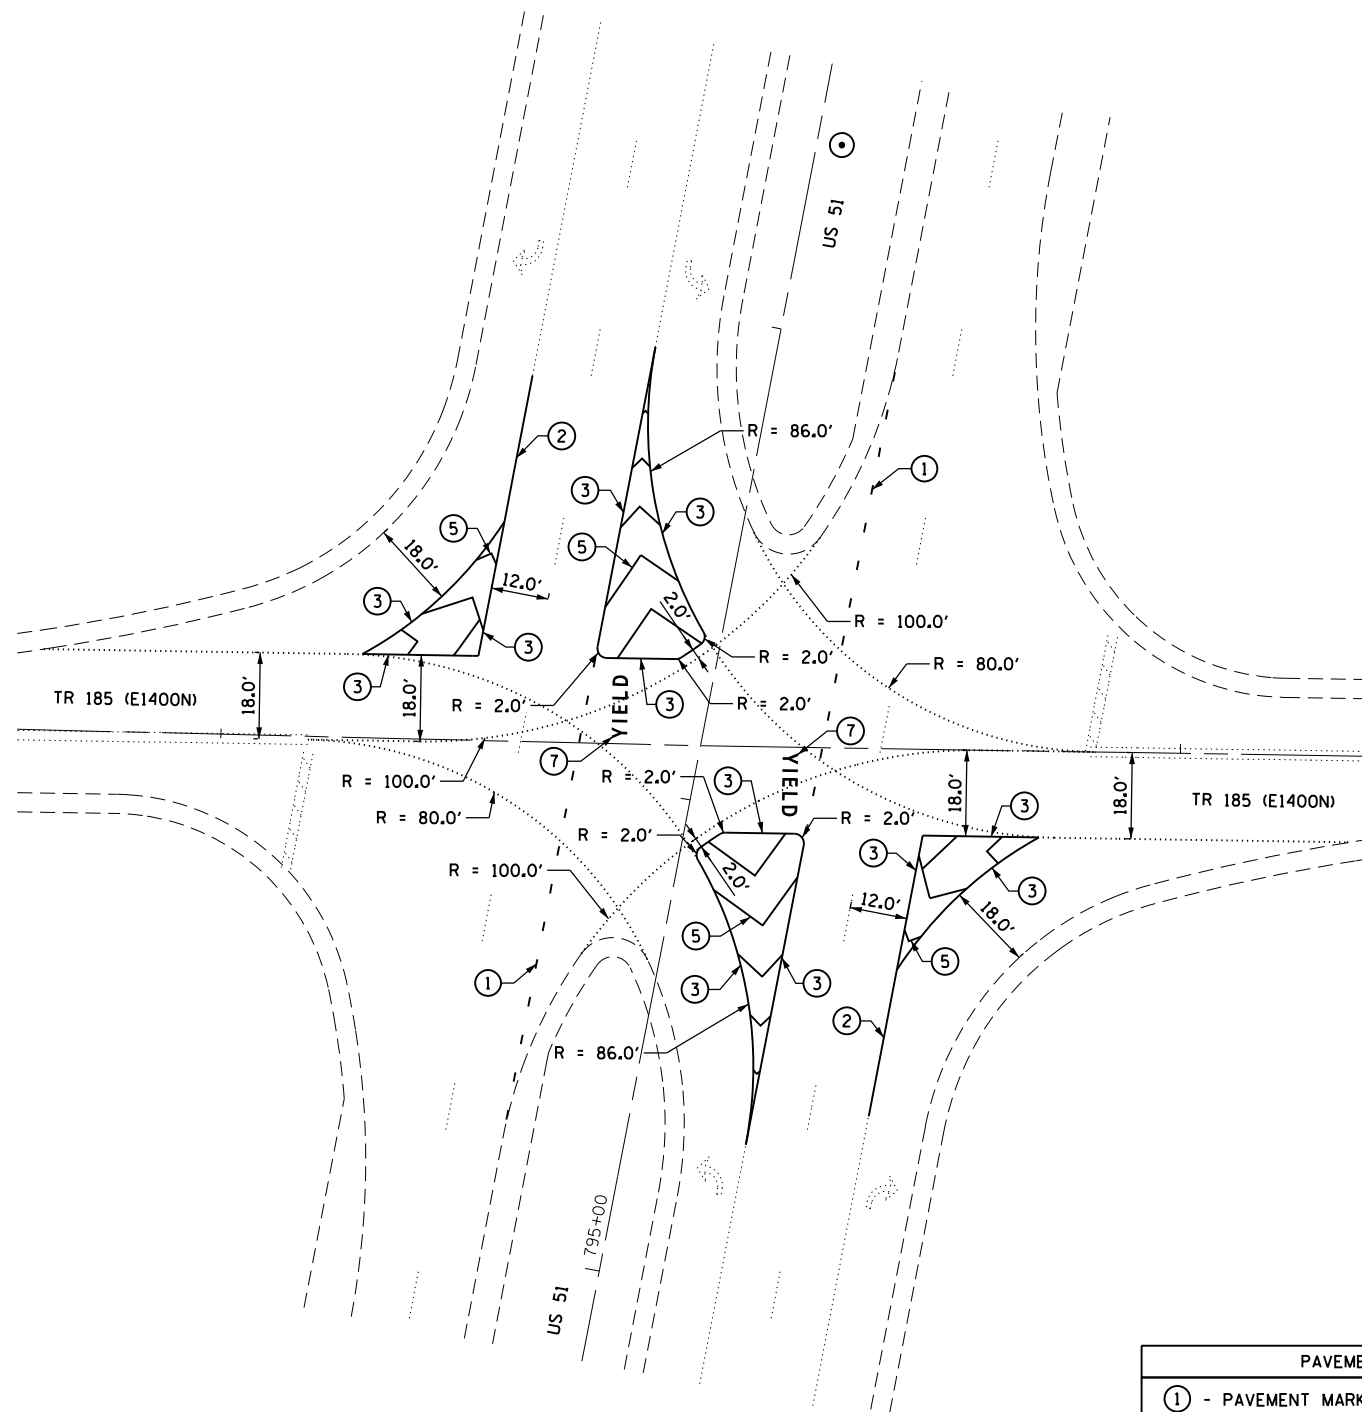 US 51
R = 86.0'
2
1
3
3
5
5
18.0'
12.0'
2.0'
3
R = 100.0'
3
R = 2.0'
R = 80.0'
3
TR 185 (E1400N)
18.0'
18.0'
R = 2.0'
YIELD
3
R = 2.0'
7
7
R = 100.0'
R = 2.0'
3
YIELD
18.0'
18.0'
TR 185 (E1400N)
R = 80.0'
3
R = 2.0'
R = 2.0'
3
R = 100.0'
2.0'
3
12.0'
18.0'
5
5
1
3
3
2
R = 86.0'
795+00
US 51
PAVEME
1 - PAVEMENT MARK